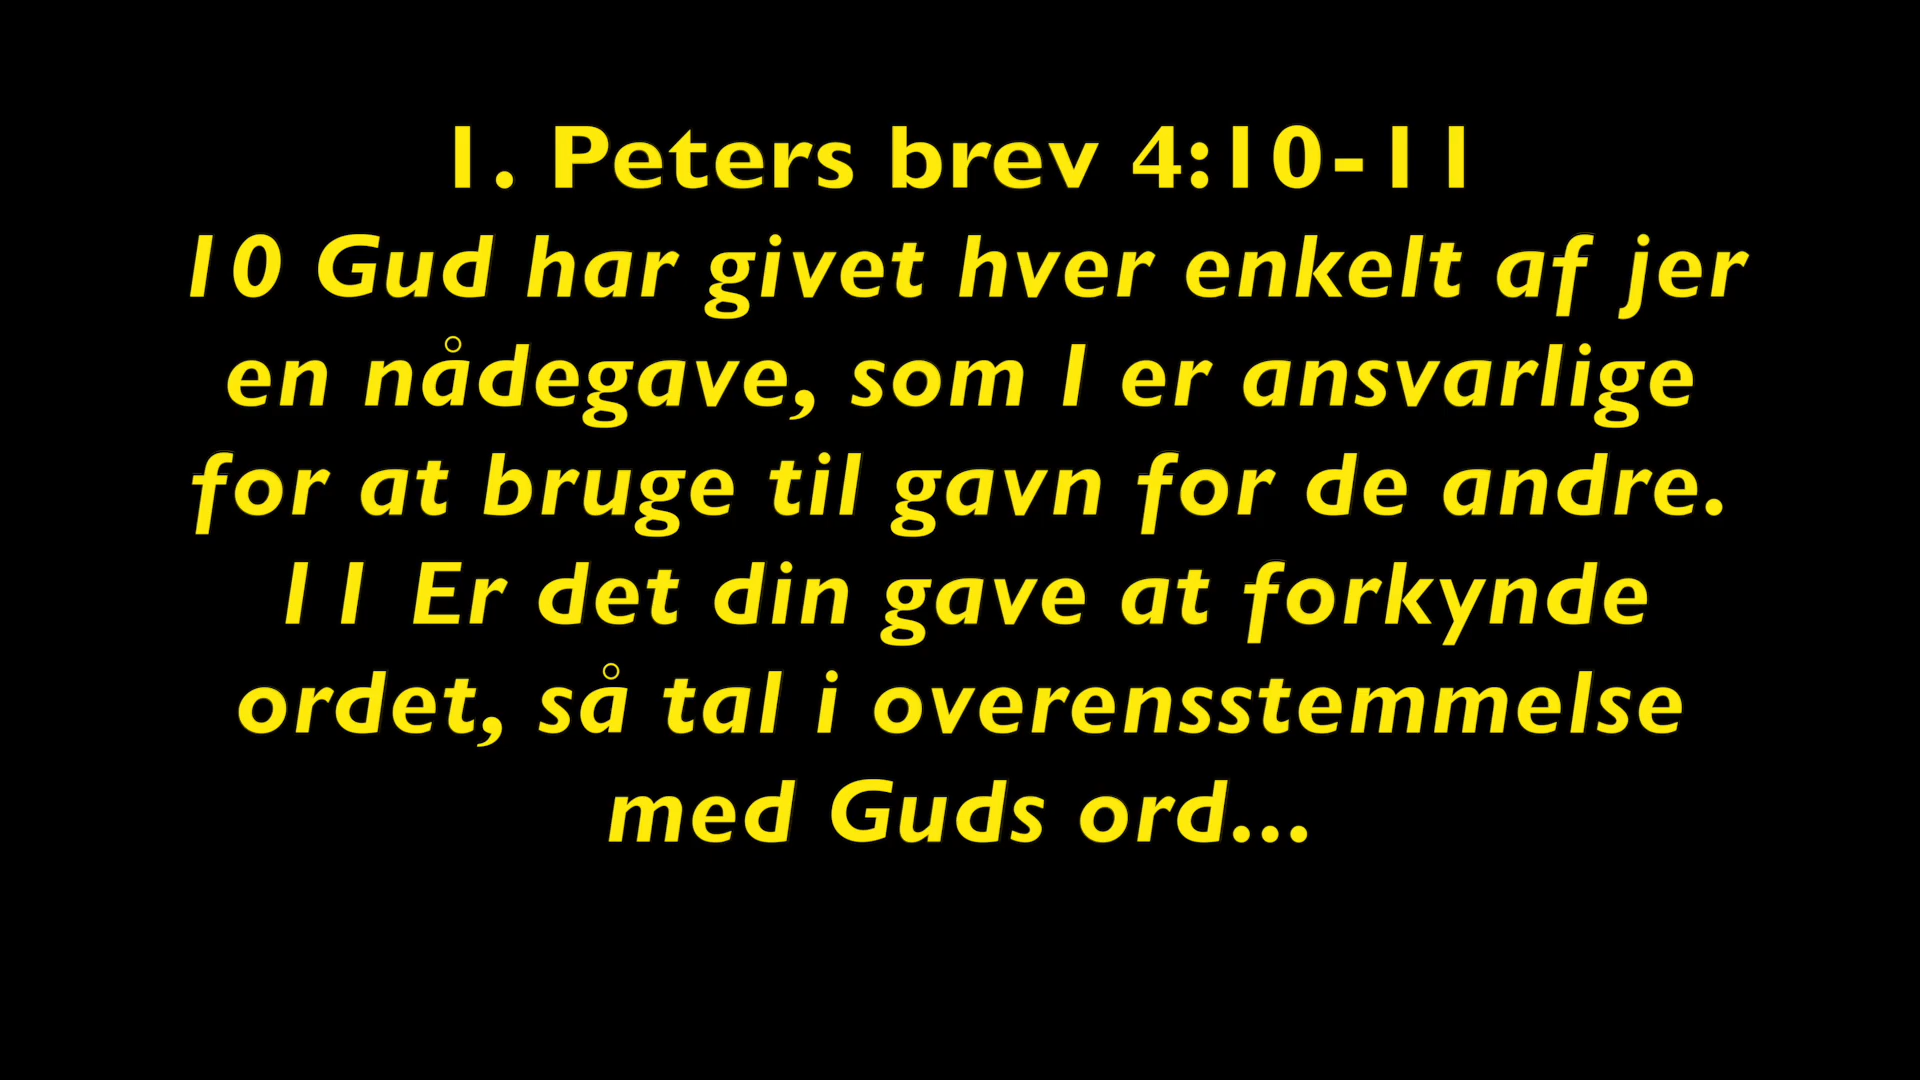 1. Peters brev 4:10-11
10 Gud har givet hver enkelt af jer
en nådegave, som I er ansvarlige
for at bruge til gavn for de andre.
11 Er det din gave at forkynde
ordet, så tal i overensstemmelse
med Guds ord...